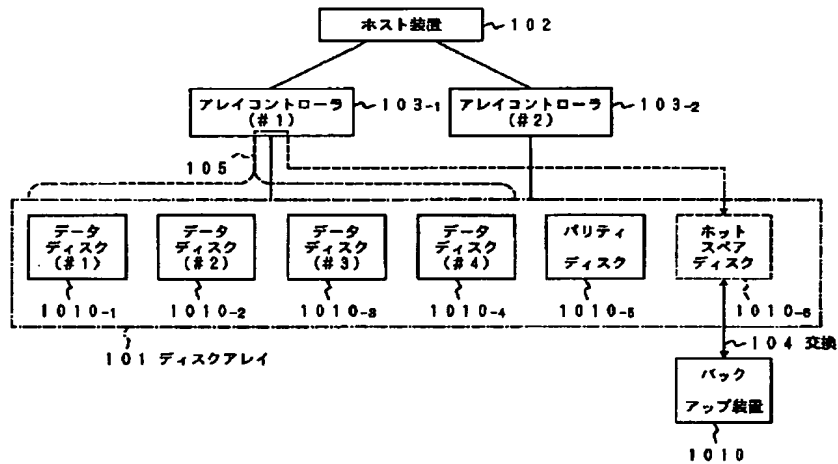 ホスト装置
102
アレイコントローラ
(#1)
103-1
アレイコントローラ
(#2)
103-2
105
データ
ディスク
(#1)
データ
ディスク
(#2)
データ
ディスク
(#3)
データ
ディスク
(#4)
パリティ
ディスク
ホット
スペア
ディスク
1010-1
1010-2
1010-3
1010-4
1010-5
1010-6
101 ディスクアレイ
104 交換
バック
アップ装置
1010